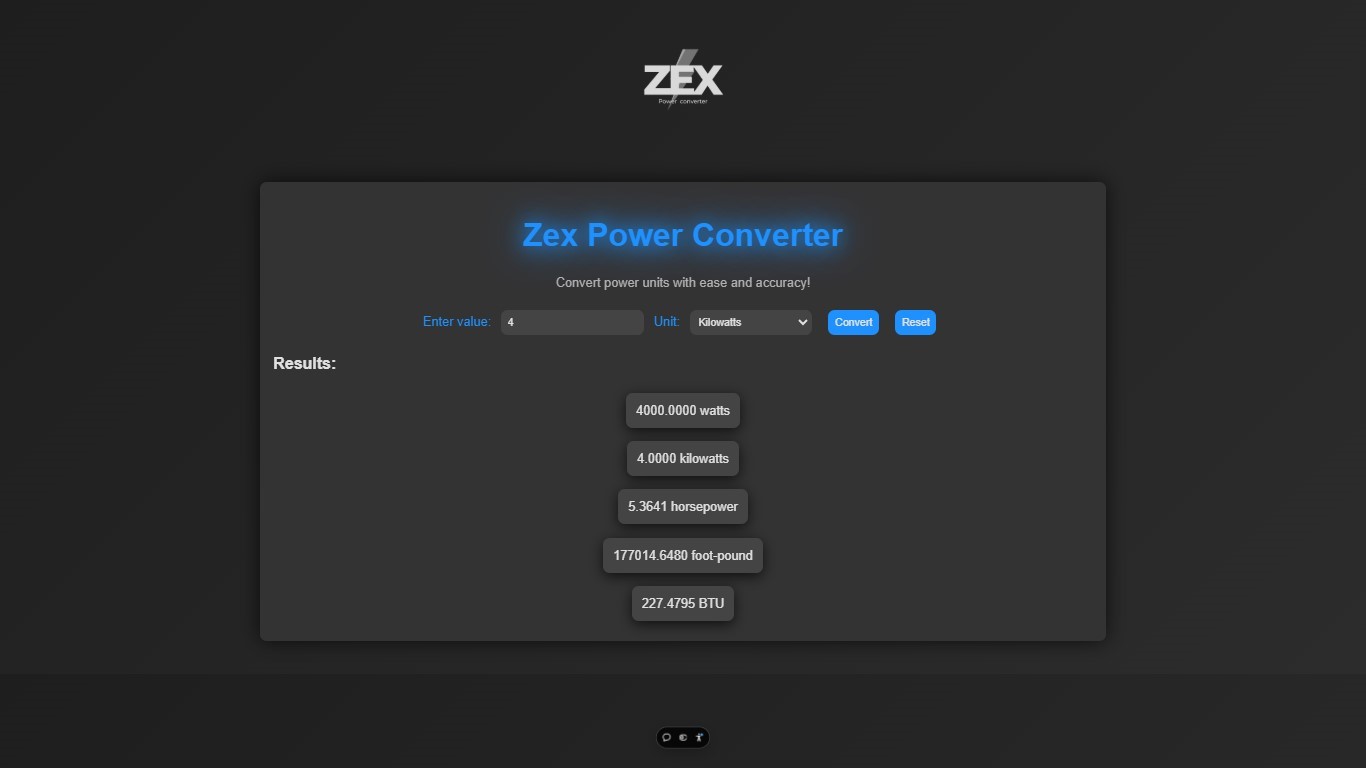 ZEX
Power converter
Zex Power Converter
Convert power units with ease and accuracy!
Enter value: 4 Unit: Kilowatts Convert Reset
Results:
4000.0000 watts
4.0000 kilowatts
5.3641 horsepower
177014.6480 foot-pound
227.4795 BTU